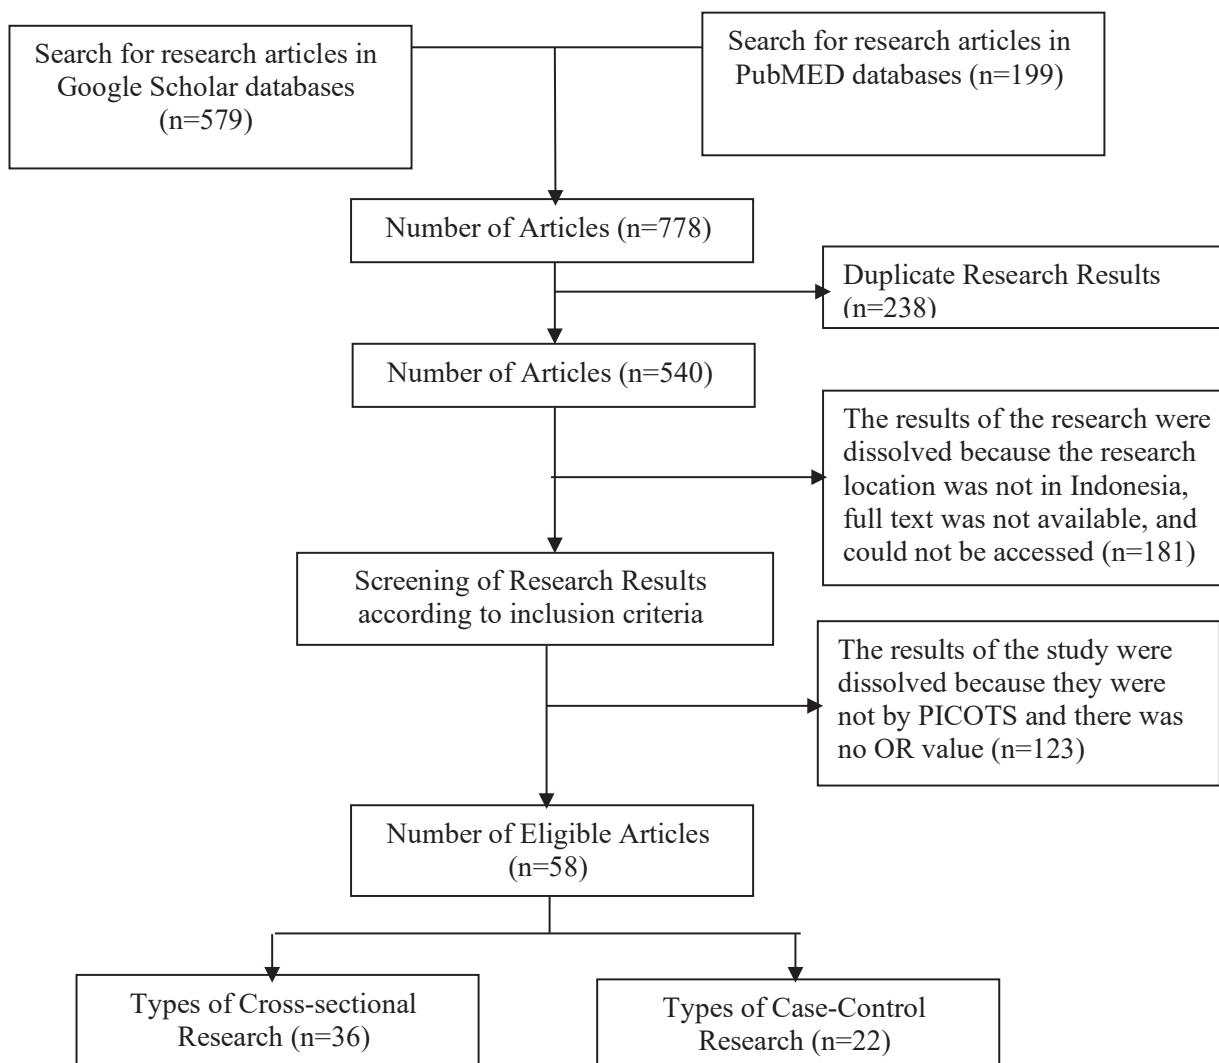 Search for research articles in
Google Scholar databases
(n=579)
Search for research articles in
PubMED databases (n=199)
Number of Articles (n=778)
Duplicate Research Results
(n=238)
Number of Articles (n=540)
The results of the research were
dissolved because the research
location was not in Indonesia,
full text was not available, and
could not be accessed (n=181)
Screening of Research Results
according to inclusion criteria
The results of the study were
dissolved because they were
not by PICOTS and there was
no OR value (n=123)
Number of Eligible Articles
(n=58)
Types of Cross-sectional
Research (n=36)
Types of Case-Control
Research (n=22)